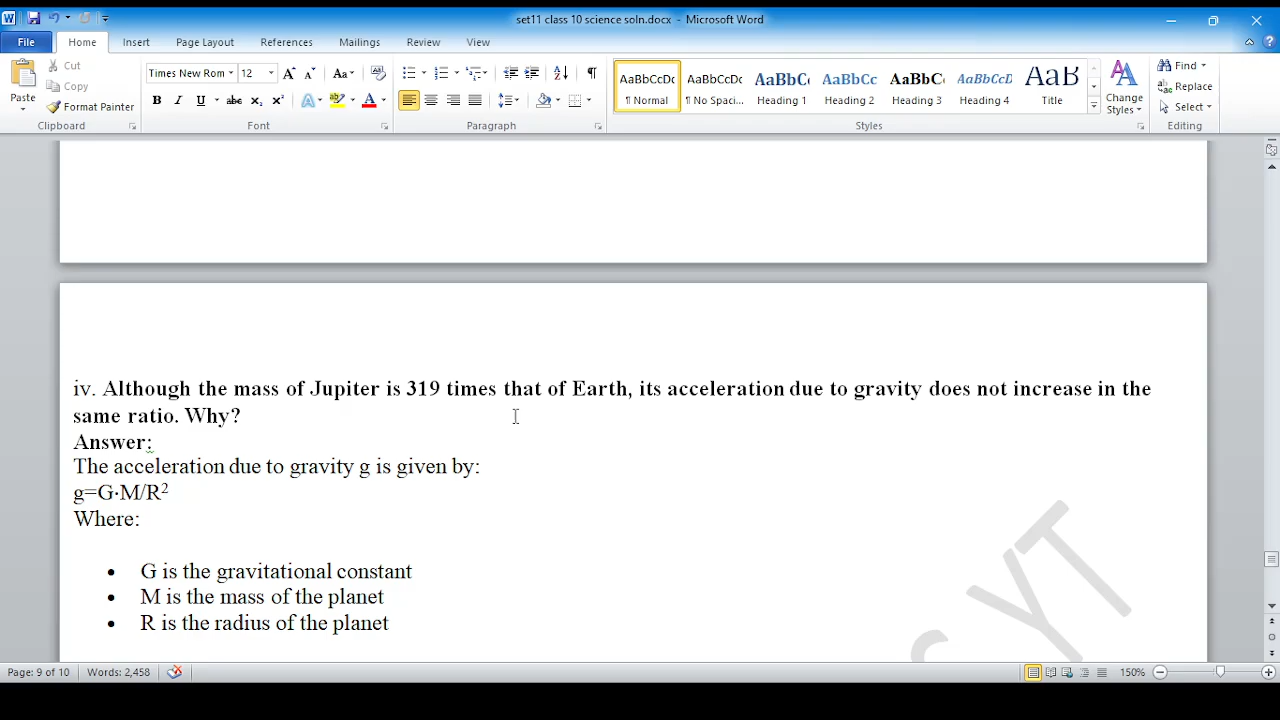 set11 class 10 science soln.docx - Microsoft Word
File Home Insert Page Layout References Mailings Review View
Paste
Cut
Copy
Format Painter
Clipboard
Times New Rom 12
Font
Paragraph
AaBbCcDc AaBbCcDc AaBbC AaBbCc AaBbC AaBbCcD AaB
¶ Normal ¶ No Spaci... Heading 1 Heading 2 Heading 3 Heading 4 Title
Change
Styles
Styles
Find
Replace
Select
Editing
iv. Although the mass of Jupiter is 319 times that of Earth, its acceleration due to gravity does not increase in the
same ratio. Why?
Answer:
The acceleration due to gravity g is given by:
g=G·M/R²
Where:
• G is the gravitational constant
• M is the mass of the planet
• R is the radius of the planet
S YT
Page: 9 of 10 Words: 2,458 150%